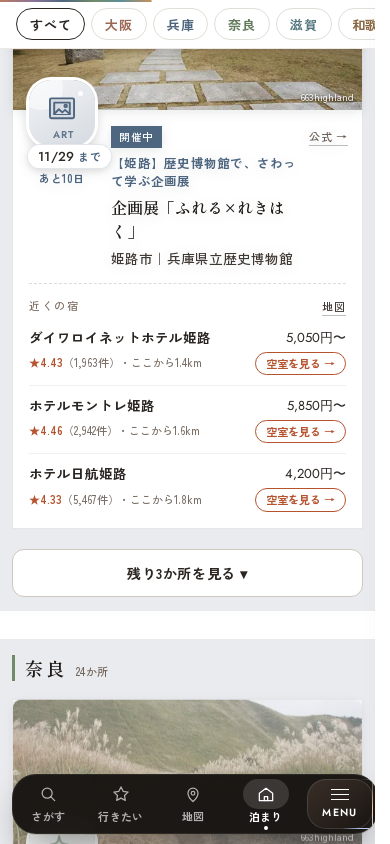 すべて
大阪
兵庫
奈良
滋賀
和歌
663highland
ART
11/29 まで
あと10日
開催中
公式 →
【姫路】歴史博物館で、さわっ
て学ぶ企画展
企画展「ふれる×れきは
く」
姫路市｜兵庫県立歴史博物館
近くの宿
地図
ダイワロイネットホテル姫路
5,050円〜
★4.43（1,963件）・ここから1.4km
空室を見る →
ホテルモントレ姫路
5,850円〜
★4.46（2,942件）・ここから1.6km
空室を見る →
ホテル日航姫路
4,200円〜
★4.33（5,467件）・ここから1.8km
空室を見る →
残り3か所を見る ▾
奈良
24か所
さがす
行きたい
地図
泊まり
MENU
663highland